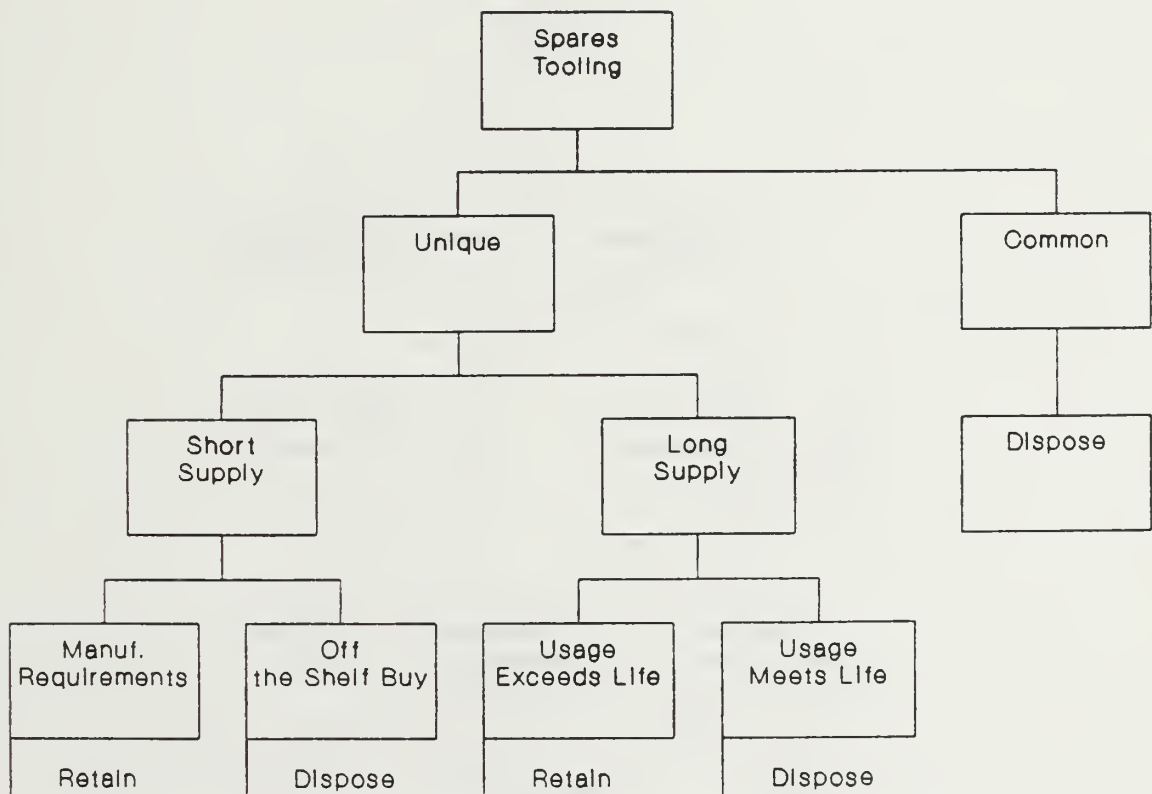 Spares
Tooling
Unique
Common
Short
Supply
Long
Supply
Dispose
Manuf.
Requirements
Off
the Shelf Buy
Usage
Exceeds Life
Usage
Meets Life
Retain
Dispose
Retain
Dispose